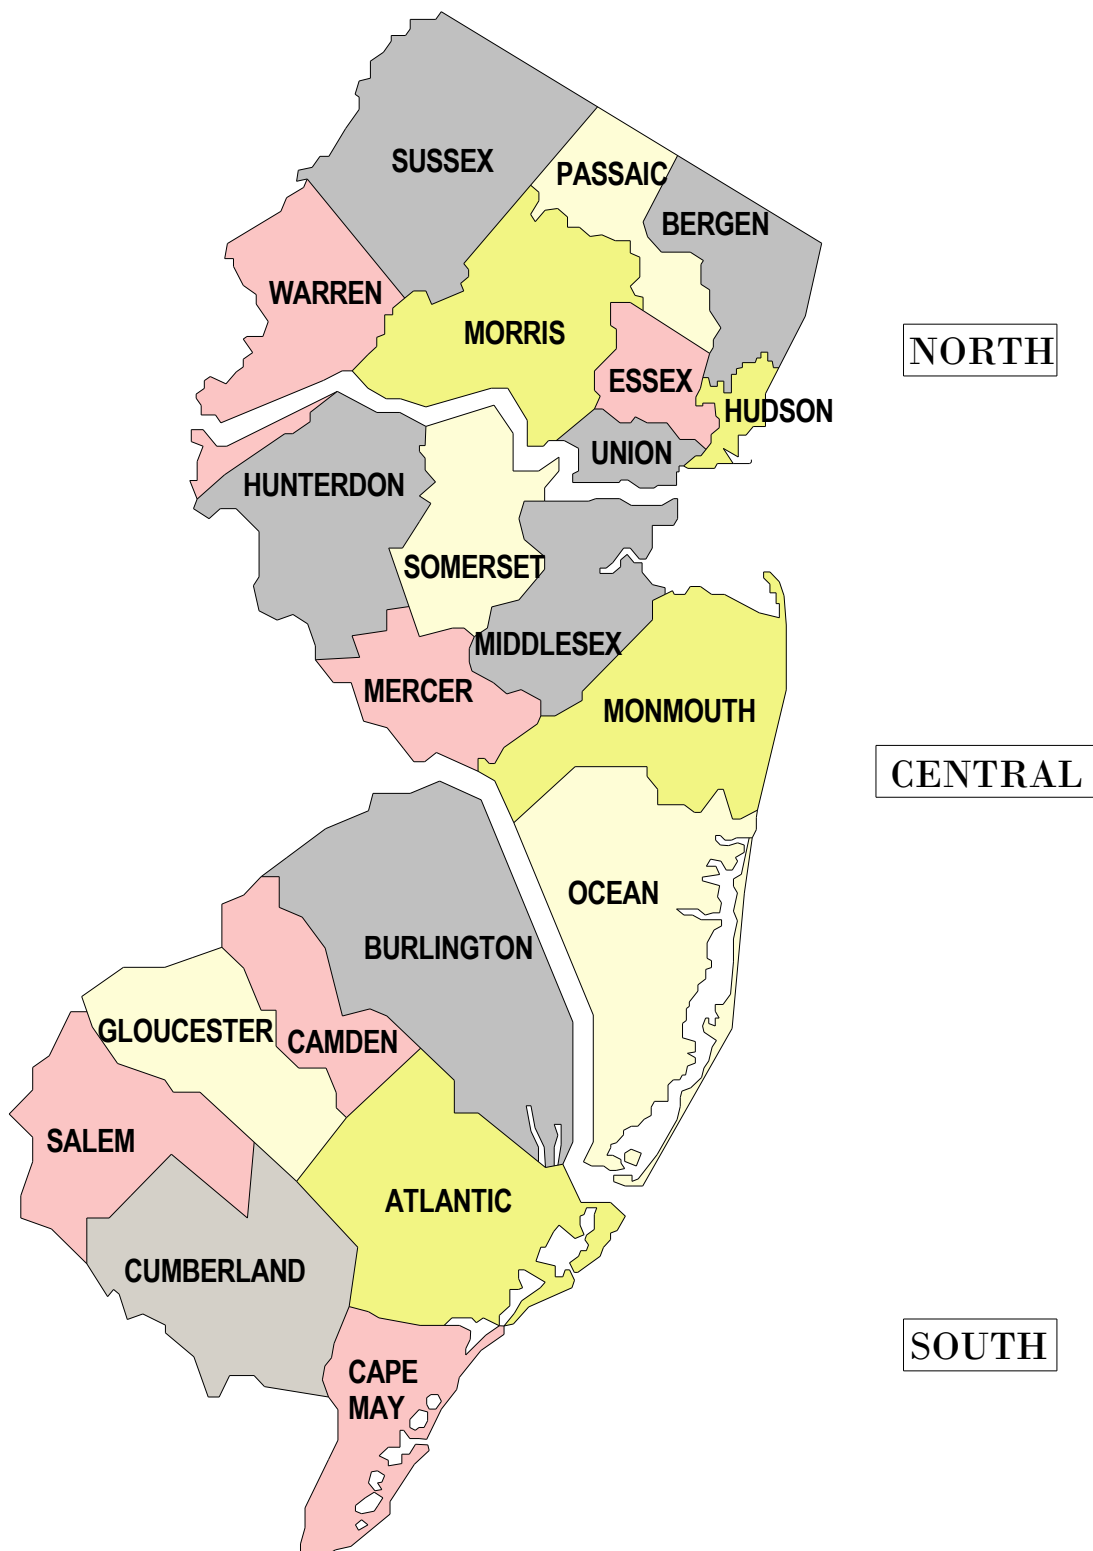 SUSSEX
PASSAIC
BERGEN
WARREN
MORRIS
NORTH
ESSEX
HUDSON
UNION
HUNTERDON
SOMERSET
MIDDLESEX
MERCER
MONMOUTH
CENTRAL
OCEAN
BURLINGTON
GLOUCESTER
CAMDEN
SALEM
ATLANTIC
CUMBERLAND
SOUTH
CAPE
MAY